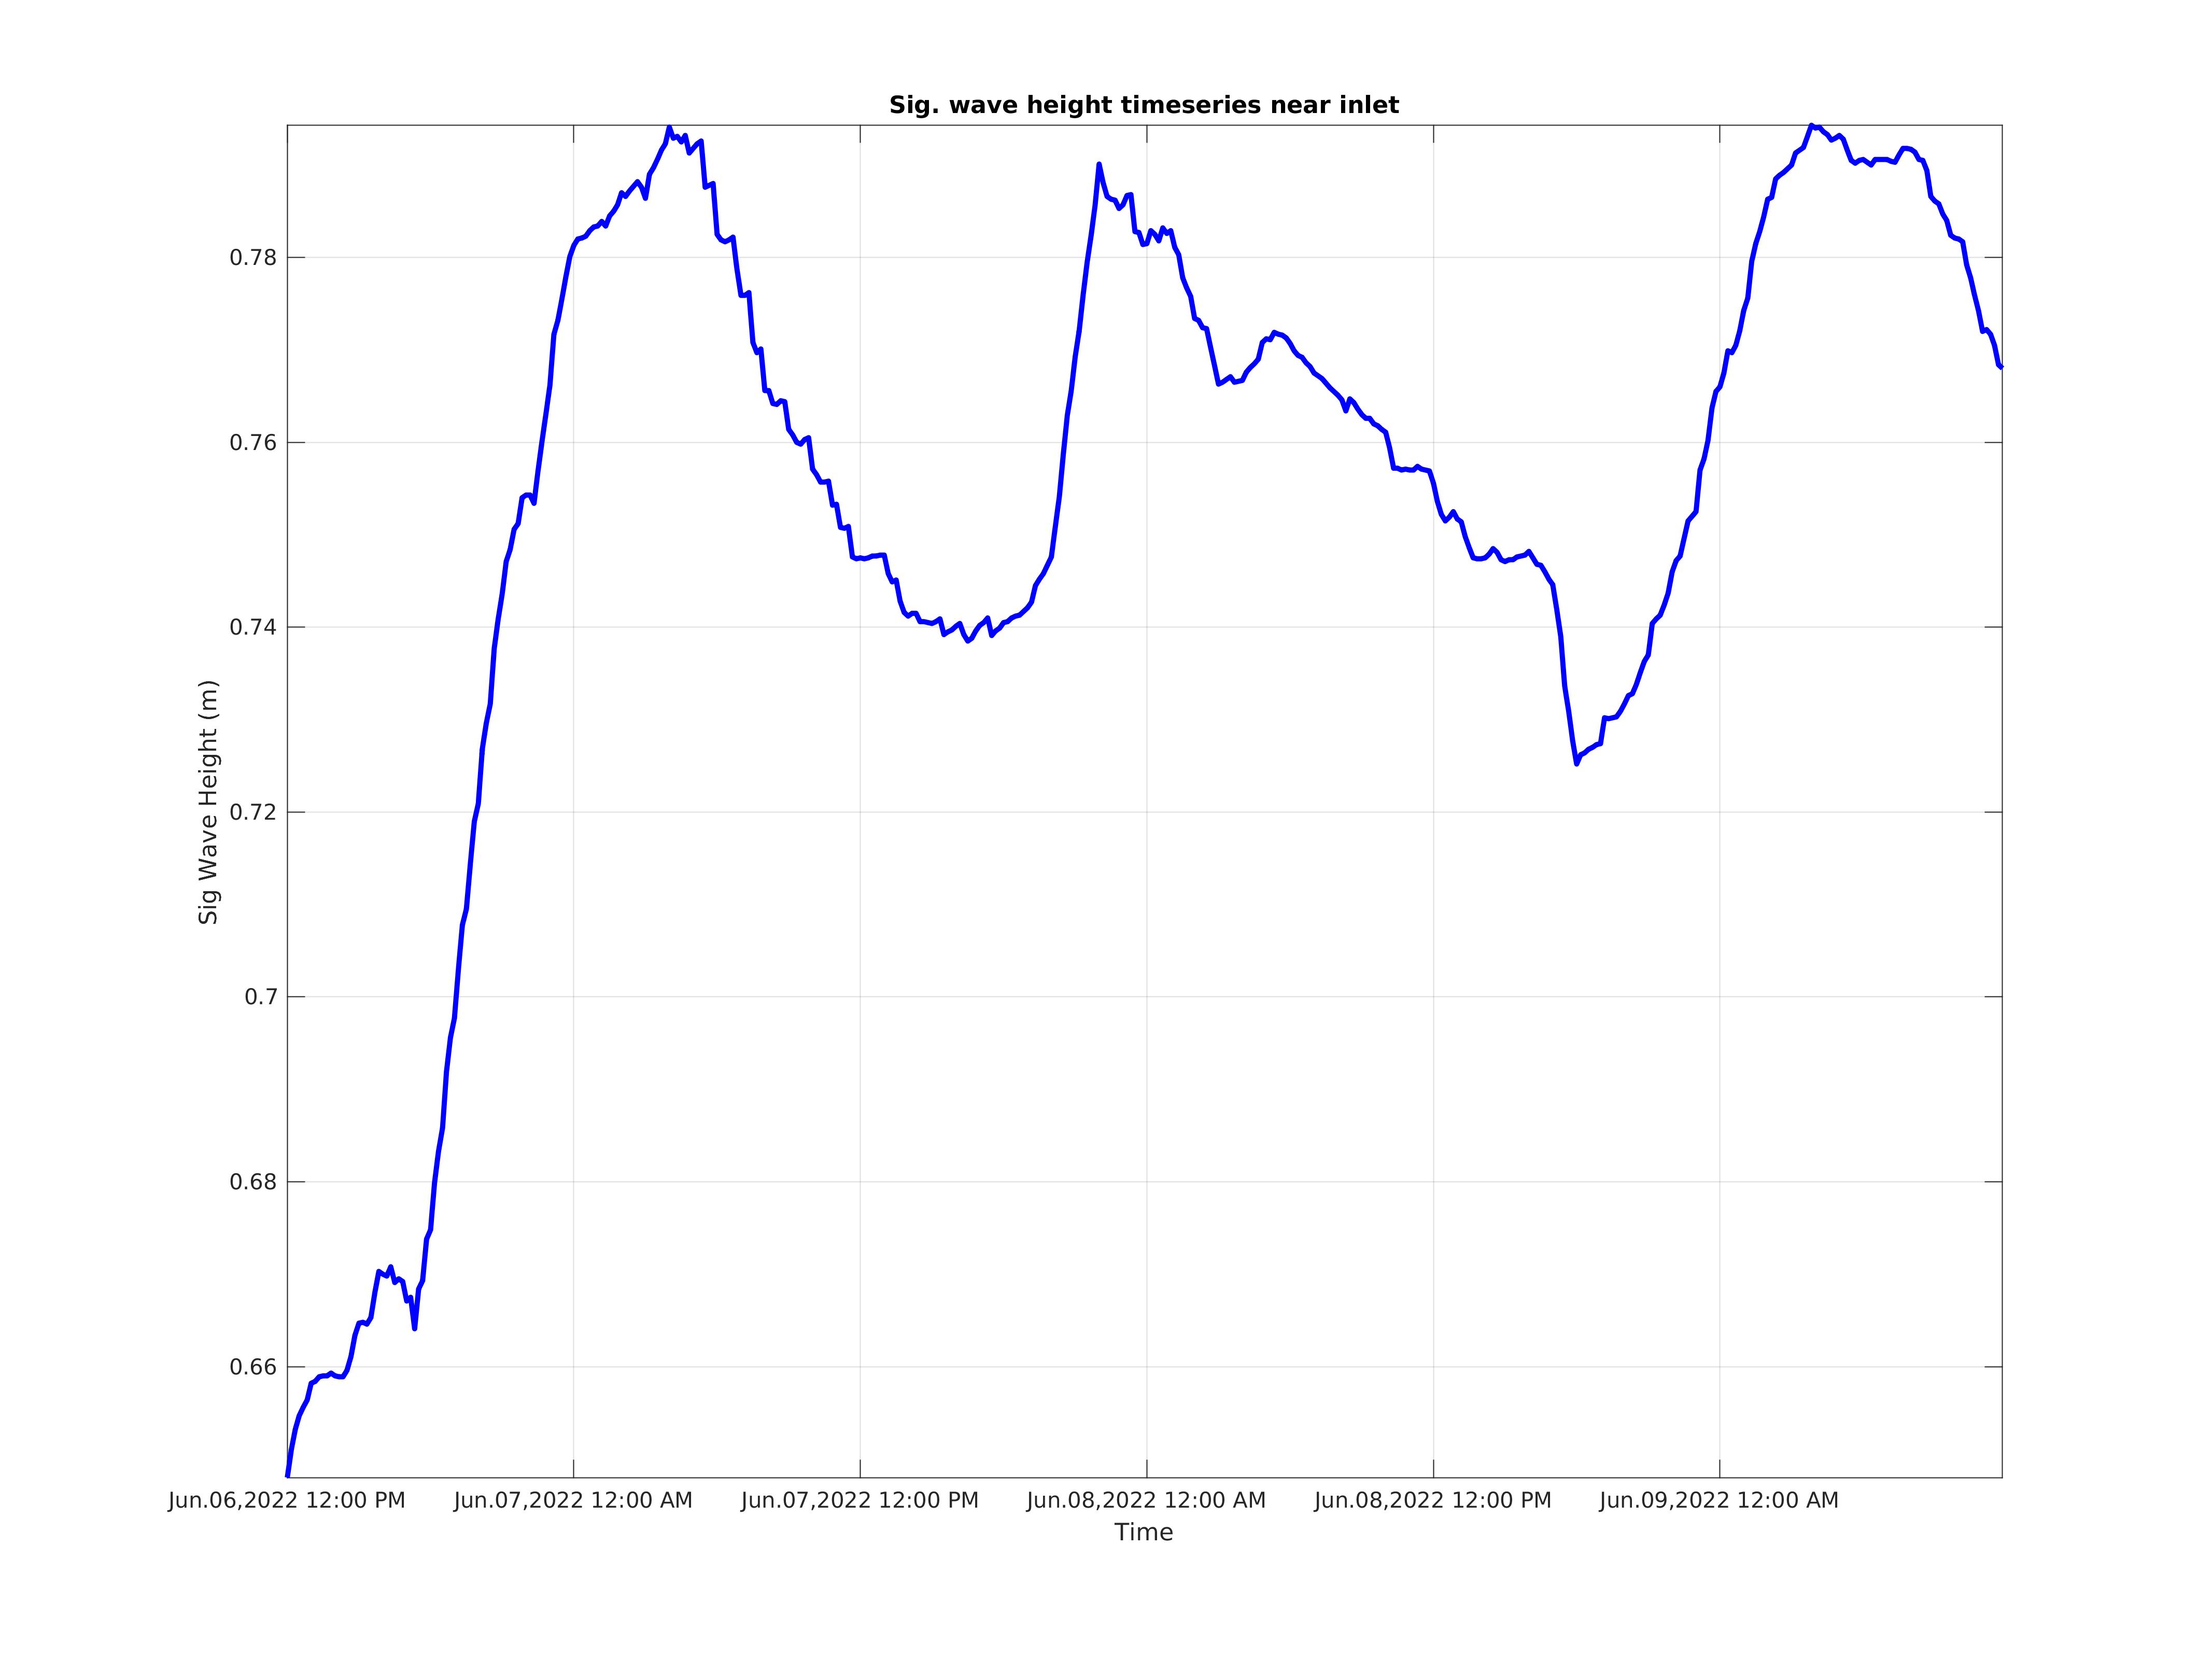 Sig. wave height timeseries near inlet
Sig Wave Height (m)
0.78
0.76
0.74
0.72
0.7
0.68
0.66
Jun.06,2022 12:00 PM
Jun.07,2022 12:00 AM
Jun.07,2022 12:00 PM
Jun.08,2022 12:00 AM
Jun.08,2022 12:00 PM
Jun.09,2022 12:00 AM
Time